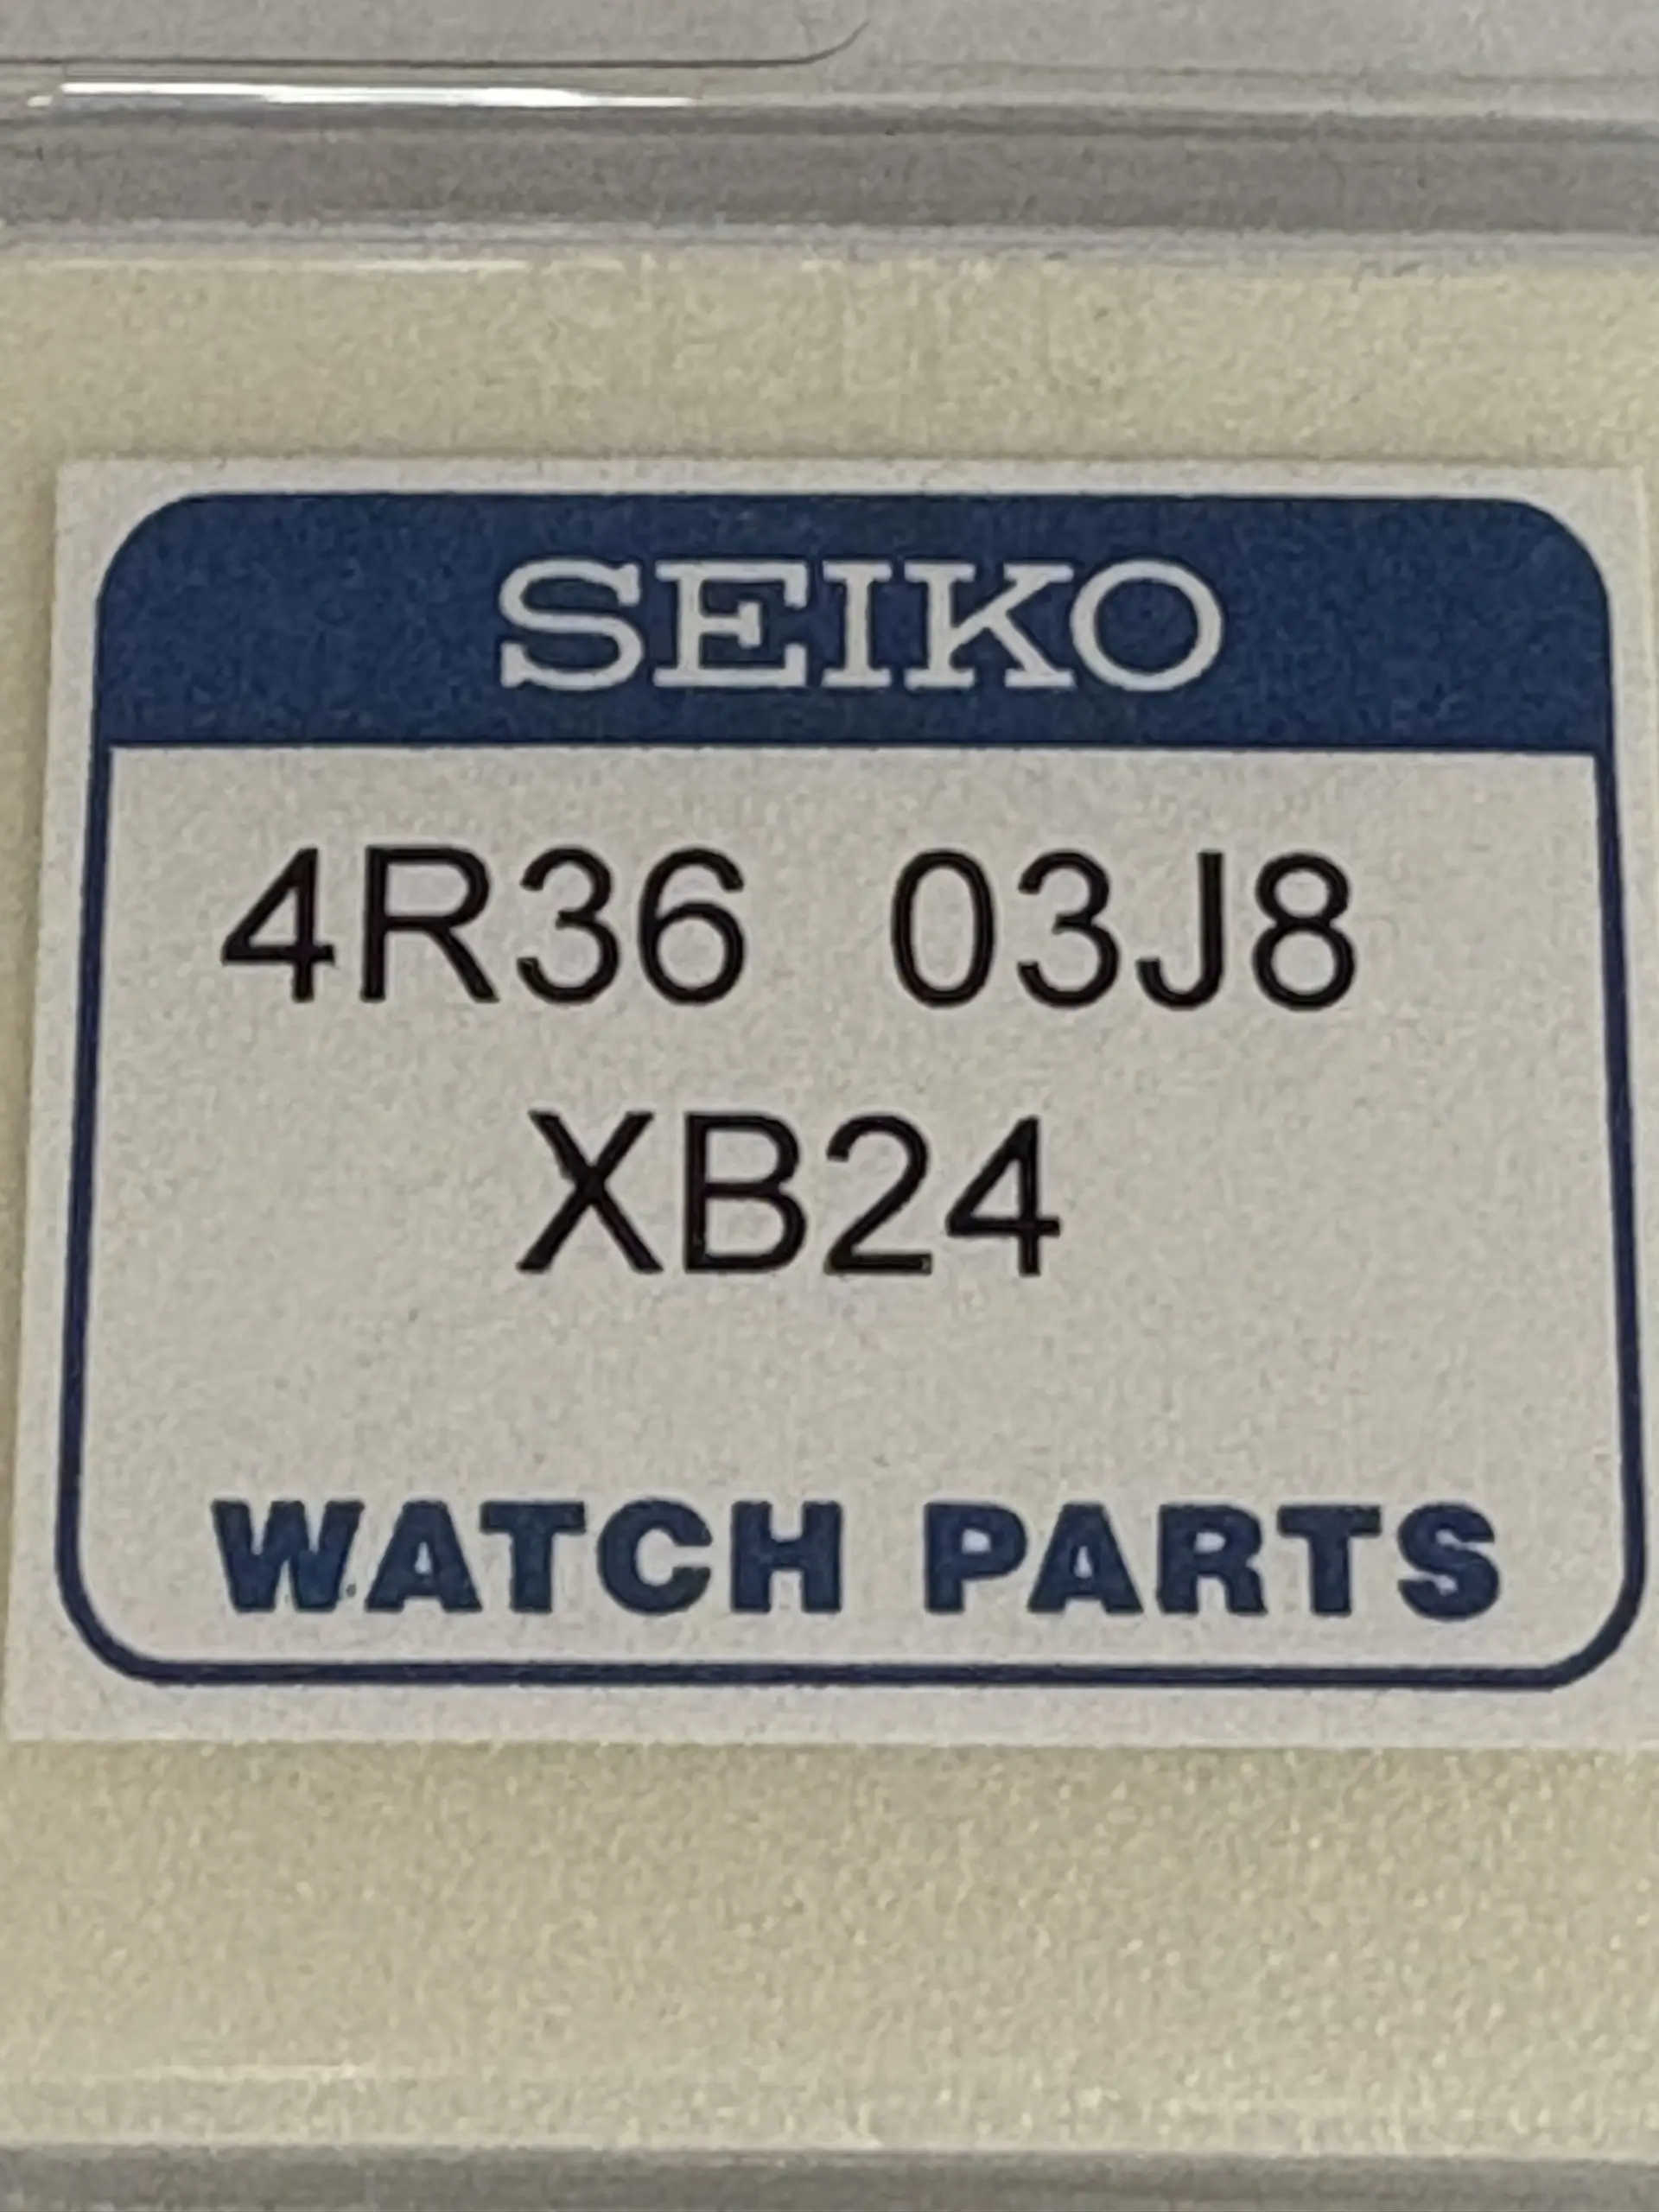 SEIKO
4R36 03J8
XB24
WATCH PARTS